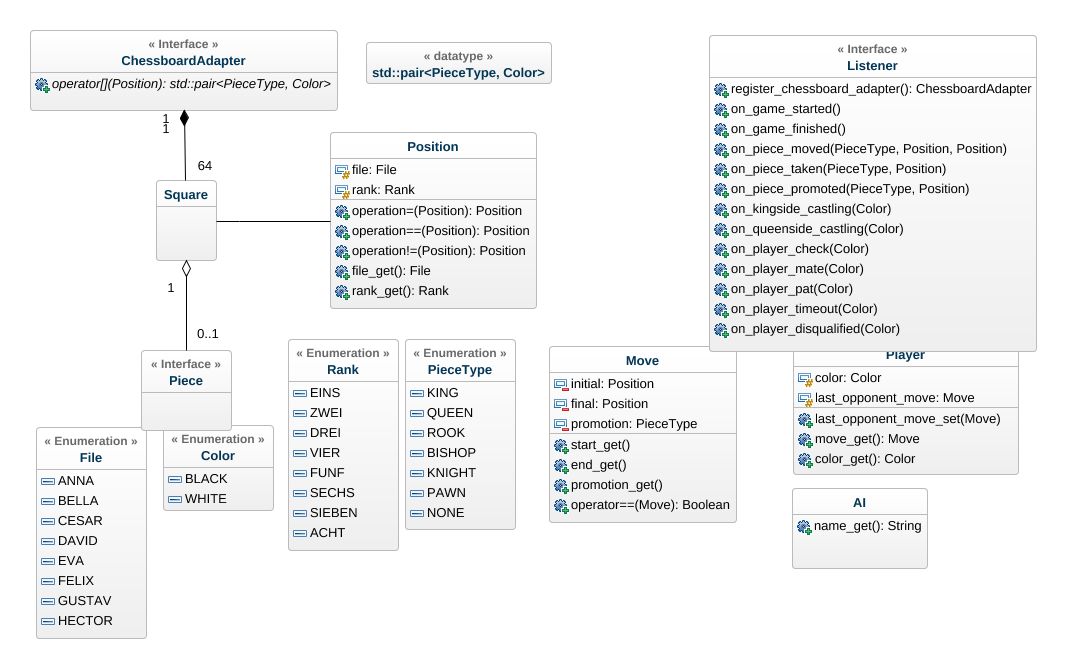 « Interface »
ChessboardAdapter
operator[](Position): std::pair<PieceType, Color>
1
1
64
Square
1
0..1
« Interface »
Piece
« datatype »
std::pair<PieceType, Color>
Position
file: File
rank: Rank
operation=(Position): Position
operation==(Position): Position
operation!=(Position): Position
file_get(): File
rank_get(): Rank
« Interface »
Listener
register_chessboard_adapter(): ChessboardAdapter
on_game_started()
on_game_finished()
on_piece_moved(PieceType, Position, Position)
on_piece_taken(PieceType, Position)
on_piece_promoted(PieceType, Position)
on_kingside_castling(Color)
on_queenside_castling(Color)
on_player_check(Color)
on_player_mate(Color)
on_player_pat(Color)
on_player_timeout(Color)
on_player_disqualified(Color)
« Enumeration »
File
ANNA
BELLA
CESAR
DAVID
EVA
FELIX
GUSTAV
HECTOR
« Enumeration »
Color
BLACK
WHITE
« Enumeration »
Rank
EINS
ZWEI
DREI
VIER
FUNF
SECHS
SIEBEN
ACHT
« Enumeration »
PieceType
KING
QUEEN
ROOK
BISHOP
KNIGHT
PAWN
NONE
Move
initial: Position
final: Position
promotion: PieceType
start_get()
end_get()
promotion_get()
operator==(Move): Boolean
Player
color: Color
last_opponent_move: Move
last_opponent_move_set(Move)
move_get(): Move
color_get(): Color
AI
name_get(): String